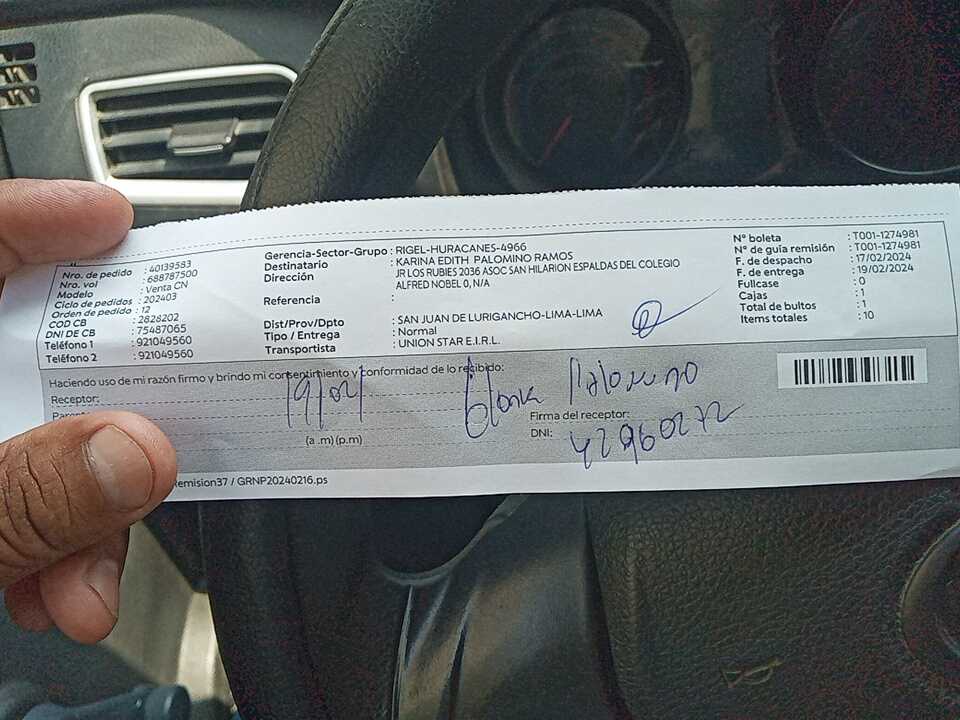 Nro. de pedido : 40139583
Nro. vol : 688787500
Modelo : Venta CN
Ciclo de pedidos : 202403
Orden de pedido : 12
COD CB : 2828202
DNI DE CB : 75487065
Teléfono 1 : 921049560
Teléfono 2 : 921049560
Gerencia-Sector-Grupo : RIGEL-HURACANES-4966
Destinatario : KARINA EDITH PALOMINO RAMOS
Dirección : JR LOS RUBIES 2036 ASOC SAN HILARION ESPALDAS DEL COLEGIO
ALFRED NOBEL 0, N/A
Referencia :
Dist/Prov/Dpto : SAN JUAN DE LURIGANCHO-LIMA-LIMA
Tipo / Entrega : Normal
Transportista : UNION STAR E.I.R.L.
N° boleta : T001-1274981
N° de guía remisión : T001-1274981
F. de despacho : 17/02/2024
F. de entrega : 19/02/2024
Fullcase : 0
Cajas : 1
Total de bultos : 1
Items totales : 10
Haciendo uso de mi razón firmo y brindo mi consentimiento y conformidad de lo recibido:
Receptor:
19/02/
Palomino
(a .m) (p.m)
Firma del receptor:
DNI: 42960272
emision37 / GRNP20240216.ps